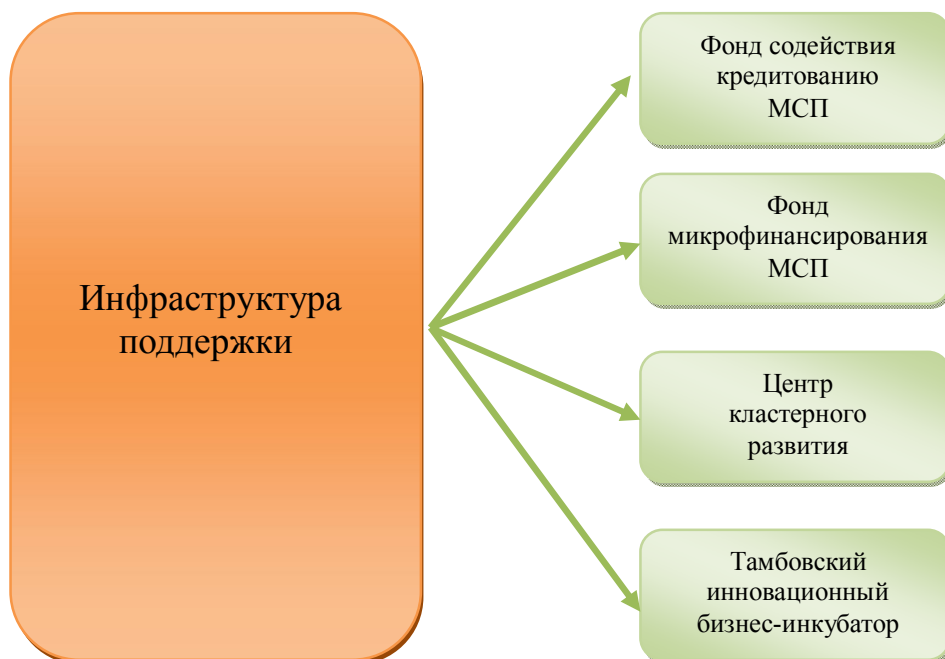 Инфраструктура
поддержки
Фонд содействия
кредитованию
МСП
Фонд
микрофинансирования
МСП
Центр
кластерного
развития
Тамбовский
инновационный
бизнес-инкубатор